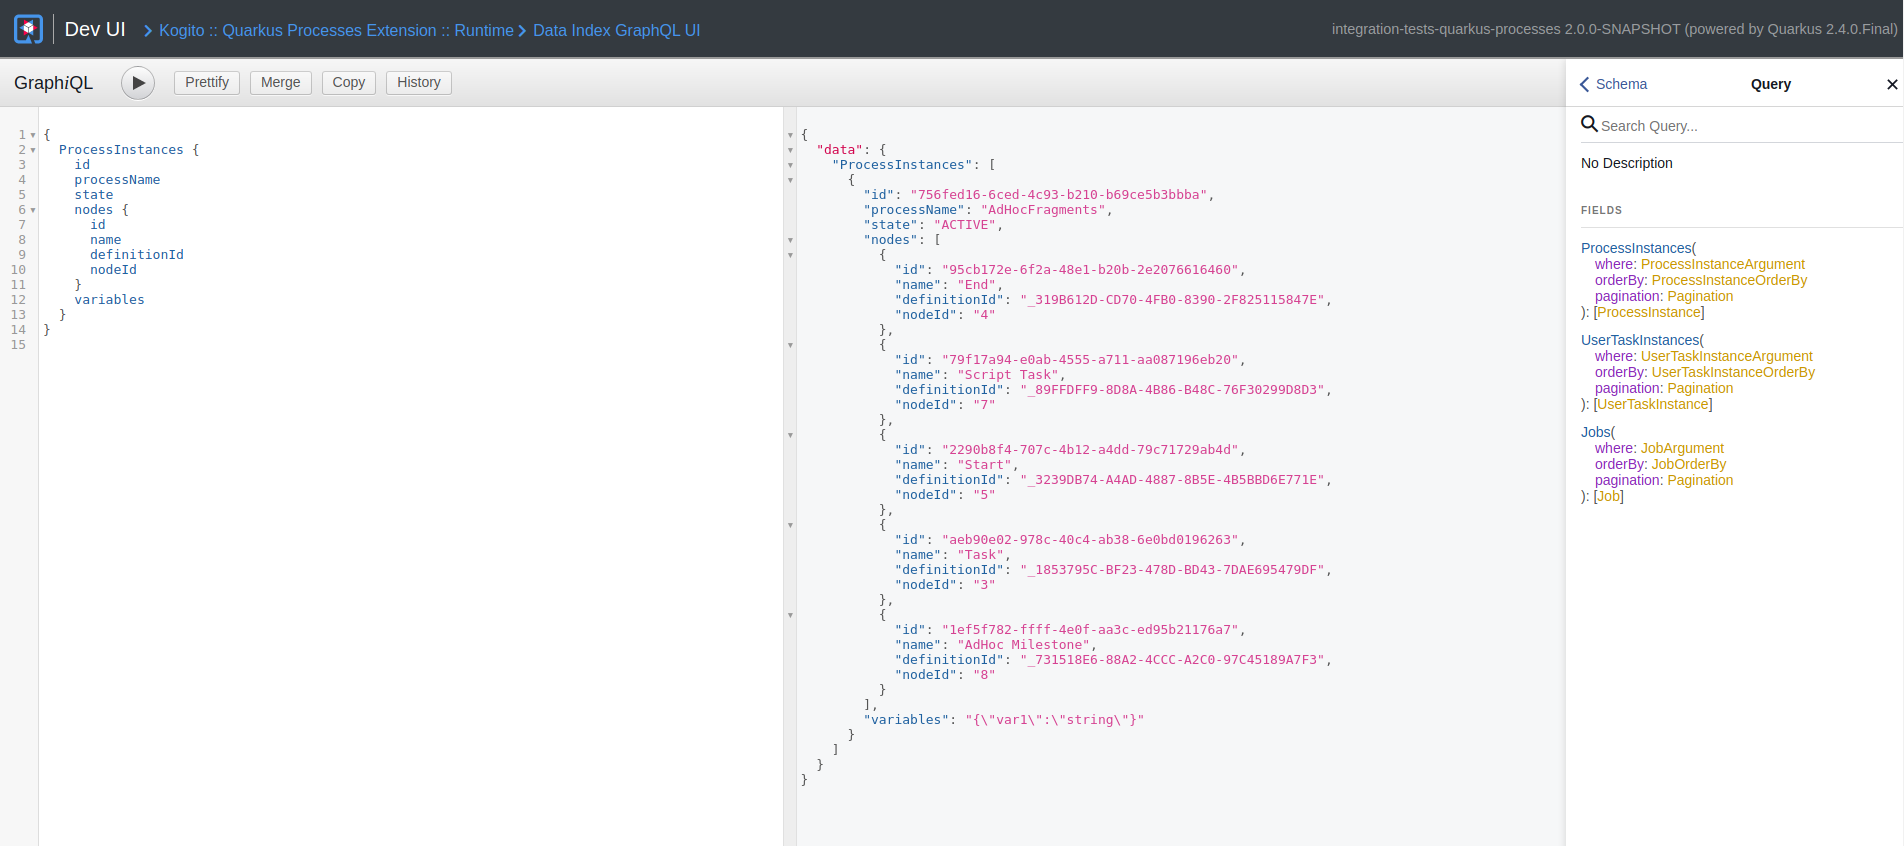 Dev UI
Kogito :: Quarkus Processes Extension :: Runtime
Data Index GraphQL UI
integration-tests-quarkus-processes 2.0.0-SNAPSHOT (powered by Quarkus 2.4.0.Final)
GraphiQL
Prettify
Merge
Copy
History
1 {
2   ProcessInstances {
3     id
4     processName
5     state
6     nodes {
7       id
8       name
9       definitionId
10       nodeId
11     }
12     variables
13   }
14 }
15
{
  "data": {
    "ProcessInstances": [
      {
        "id": "756fed16-6ced-4c93-b210-b69ce5b3bbba",
        "processName": "AdHocFragments",
        "state": "ACTIVE",
        "nodes": [
          {
            "id": "95cb172e-6f2a-48e1-b20b-2e2076616460",
            "name": "End",
            "definitionId": "_319B612D-CD70-4FB0-8390-2F825115847E",
            "nodeId": "4"
          },
          {
            "id": "79f17a94-e0ab-4555-a711-aa087196eb20",
            "name": "Script Task",
            "definitionId": "_89FFDFF9-8D8A-4B86-B48C-76F30299D8D3",
            "nodeId": "7"
          },
          {
            "id": "2290b8f4-707c-4b12-a4dd-79c71729ab4d",
            "name": "Start",
            "definitionId": "_3239DB74-A4AD-4887-8B5E-4B5BBD6E771E",
            "nodeId": "5"
          },
          {
            "id": "aeb90e02-978c-40c4-ab38-6e0bd0196263",
            "name": "Task",
            "definitionId": "_1853795C-BF23-478D-BD43-7DAE695479DF",
            "nodeId": "3"
          },
          {
            "id": "1ef5f782-ffff-4e0f-aa3c-ed95b21176a7",
            "name": "AdHoc Milestone",
            "definitionId": "_731518E6-88A2-4CCC-A2C0-97C45189A7F3",
            "nodeId": "8"
          }
        ],
        "variables": "{\"var1\":\"string\"}"
      }
    ]
  }
}
Schema
Query
Search Query...
No Description
FIELDS
ProcessInstances(
where: ProcessInstanceArgument
orderBy: ProcessInstanceOrderBy
pagination: Pagination
): [ProcessInstance]
UserTaskInstances(
where: UserTaskInstanceArgument
orderBy: UserTaskInstanceOrderBy
pagination: Pagination
): [UserTaskInstance]
Jobs(
where: JobArgument
orderBy: JobOrderBy
pagination: Pagination
): [Job]